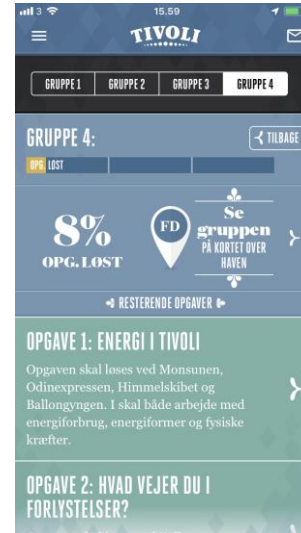 3 15.59
TIVOLI
GRUPPE 1 GRUPPE 2 GRUPPE 3 GRUPPE 4
GRUPPE 4:
TILBAGE
OPG. LØST
8%
OPG. LØST
FD
Se
gruppen
PÅ KORTET OVER
HAVEN
RESTERENDE OPGAVER
OPGAVE 1: ENERGI I TIVOLI
Opgaven skal løses ved Monsunen,
Odinexpressen, Himmelskibet og
Ballongyngen. I skal både arbejde med
energiforbrug, energiformer og fysiske
kræfter.
OPGAVE 2: HVAD VEJER DU I
FORLYSTELSER?